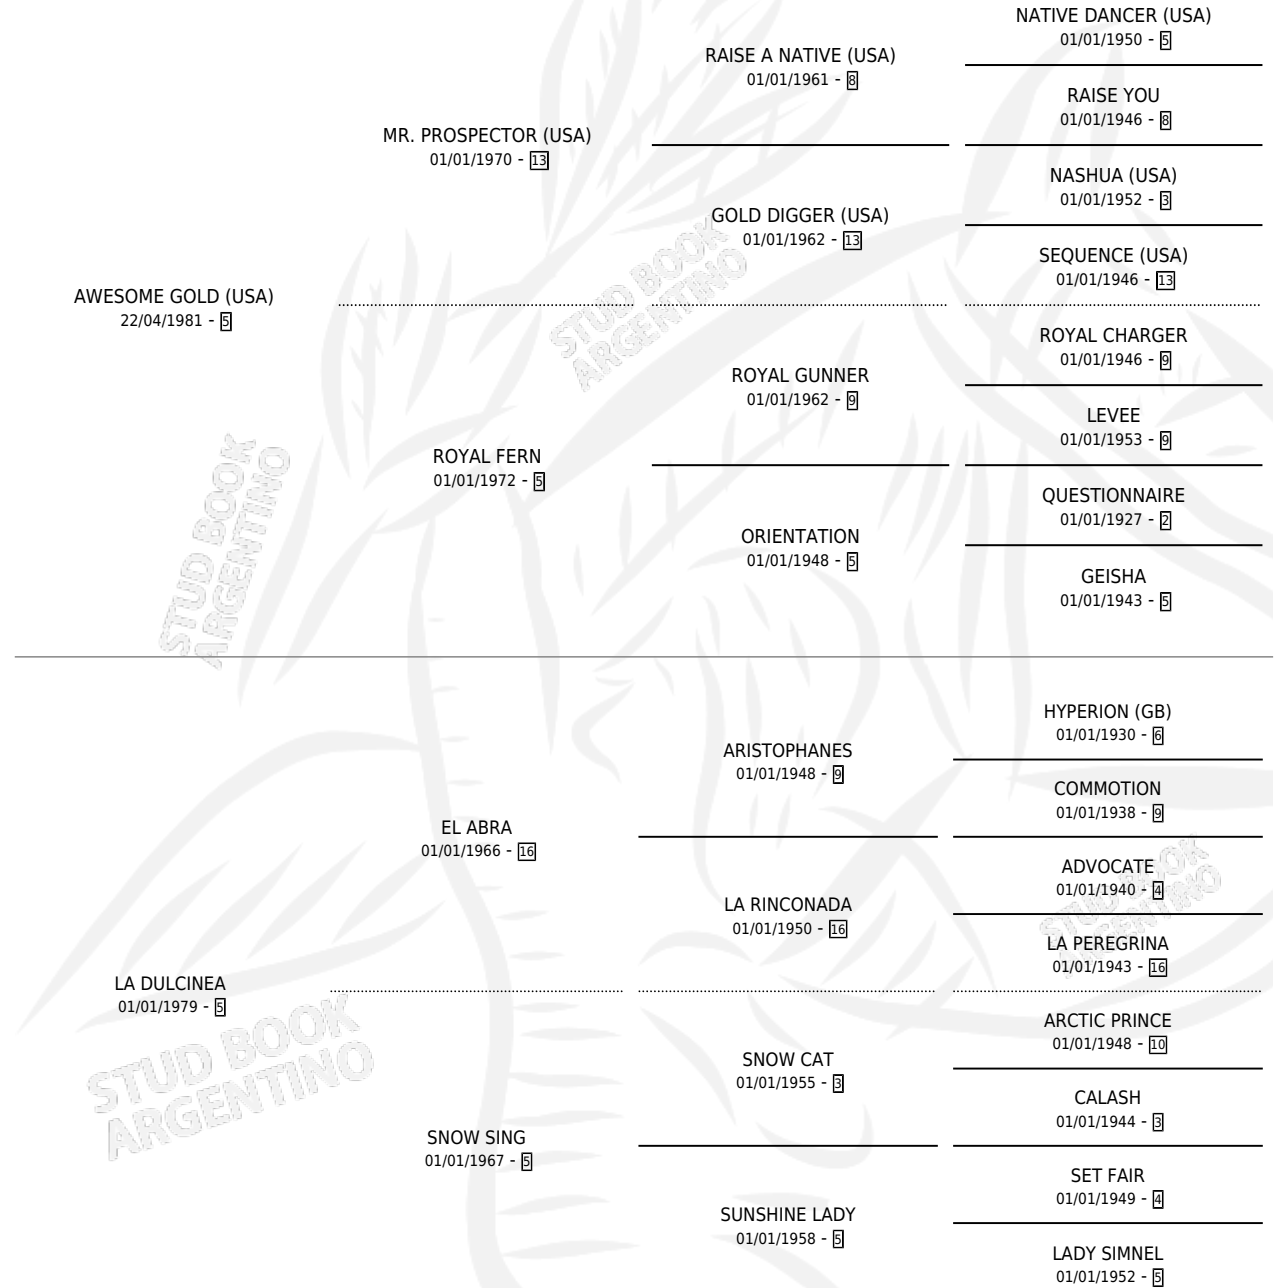 NATIVE DANCER (USA)
01/01/1950 - 5
RAISE A NATIVE (USA)
01/01/1961 - 8
RAISE YOU
01/01/1946 - 8
MR. PROSPECTOR (USA)
01/01/1970 - 13
NASHUA (USA)
01/01/1952 - 3
GOLD DIGGER (USA)
01/01/1962 - 13
SEQUENCE (USA)
01/01/1946 - 13
AWESOME GOLD (USA)
22/04/1981 - 5
ROYAL CHARGER
01/01/1946 - 9
ROYAL GUNNER
01/01/1962 - 9
LEVEE
01/01/1953 - 9
ROYAL FERN
01/01/1972 - 5
QUESTIONNAIRE
01/01/1927 - 2
ORIENTATION
01/01/1948 - 5
GEISHA
01/01/1943 - 5
HYPERION (GB)
01/01/1930 - 6
ARISTOPHANES
01/01/1948 - 9
COMMOTION
01/01/1938 - 9
EL ABRA
01/01/1966 - 16
ADVOCATE
01/01/1940 - 4
LA RINCONADA
01/01/1950 - 16
LA PEREGRINA
01/01/1943 - 16
LA DULCINEA
01/01/1979 - 5
ARCTIC PRINCE
01/01/1948 - 10
SNOW CAT
01/01/1955 - 3
CALASH
01/01/1944 - 3
SNOW SING
01/01/1967 - 5
SET FAIR
01/01/1949 - 4
SUNSHINE LADY
01/01/1958 - 5
LADY SIMNEL
01/01/1952 - 5
STUD BOOK
ARGENTINO
STUD BOOK
ARGENTINO
STUD BOOK
ARGENTINO
STUD BOOK
ARGENTINO